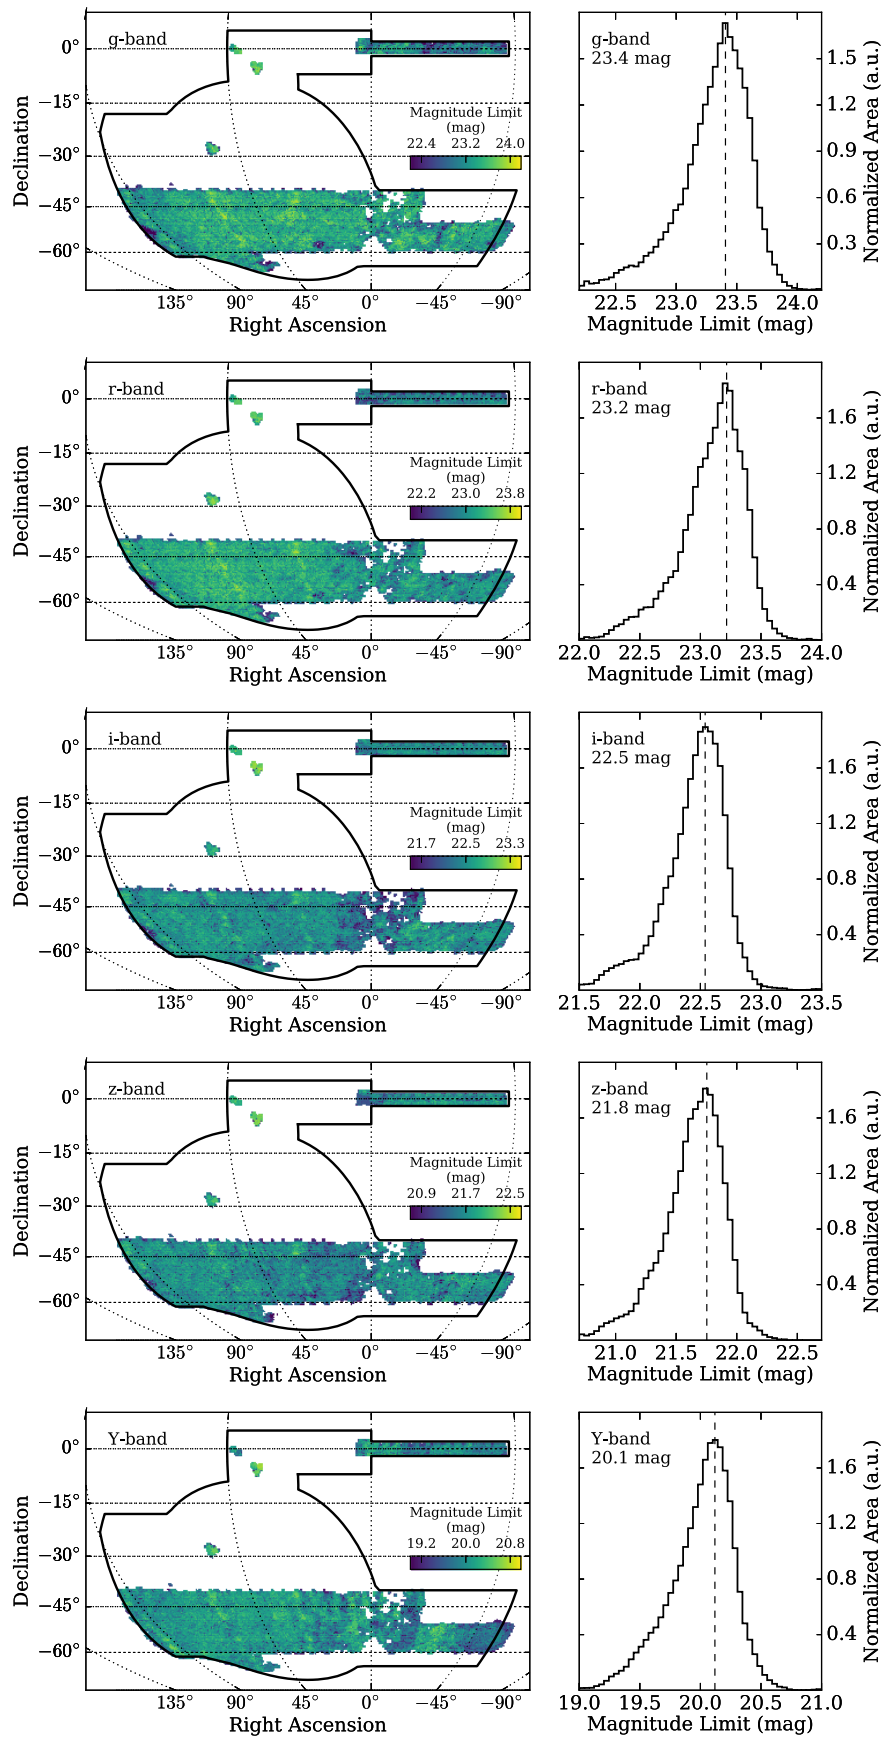 g-band
0°
−15°
−30°
−45°
−60°
Declination
Magnitude Limit
(mag)
22.4 23.2 24.0
135° 90° 45° 0° −45° −90°
Right Ascension
g-band
23.4 mag
1.5
1.2
0.9
0.6
0.3
Normalized Area (a.u.)
22.5 23.0 23.5 24.0
Magnitude Limit (mag)
r-band
0°
−15°
−30°
−45°
−60°
Declination
Magnitude Limit
(mag)
22.2 23.0 23.8
135° 90° 45° 0° −45° −90°
Right Ascension
r-band
23.2 mag
1.6
1.2
0.8
0.4
Normalized Area (a.u.)
22.0 22.5 23.0 23.5 24.0
Magnitude Limit (mag)
i-band
0°
−15°
−30°
−45°
−60°
Declination
Magnitude Limit
(mag)
21.7 22.5 23.3
135° 90° 45° 0° −45° −90°
Right Ascension
i-band
22.5 mag
1.6
1.2
0.8
0.4
Normalized Area (a.u.)
21.5 22.0 22.5 23.0 23.5
Magnitude Limit (mag)
z-band
0°
−15°
−30°
−45°
−60°
Declination
Magnitude Limit
(mag)
20.9 21.7 22.5
135° 90° 45° 0° −45° −90°
Right Ascension
z-band
21.8 mag
1.6
1.2
0.8
0.4
Normalized Area (a.u.)
21.0 21.5 22.0 22.5
Magnitude Limit (mag)
Y-band
0°
−15°
−30°
−45°
−60°
Declination
Magnitude Limit
(mag)
19.2 20.0 20.8
135° 90° 45° 0° −45° −90°
Right Ascension
Y-band
20.1 mag
1.6
1.2
0.8
0.4
Normalized Area (a.u.)
19.0 19.5 20.0 20.5 21.0
Magnitude Limit (mag)